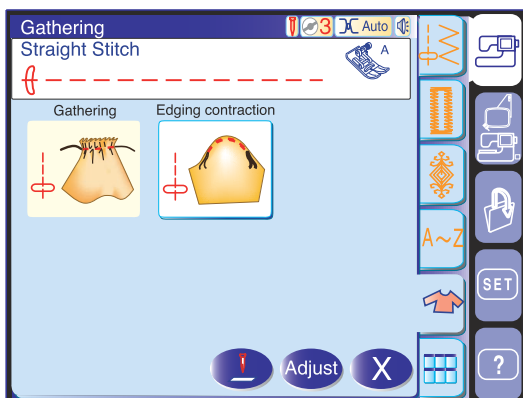 Gathering
3
Auto
Straight Stitch
A
Gathering
Edging contraction
A~Z
SET
Adjust
X
?